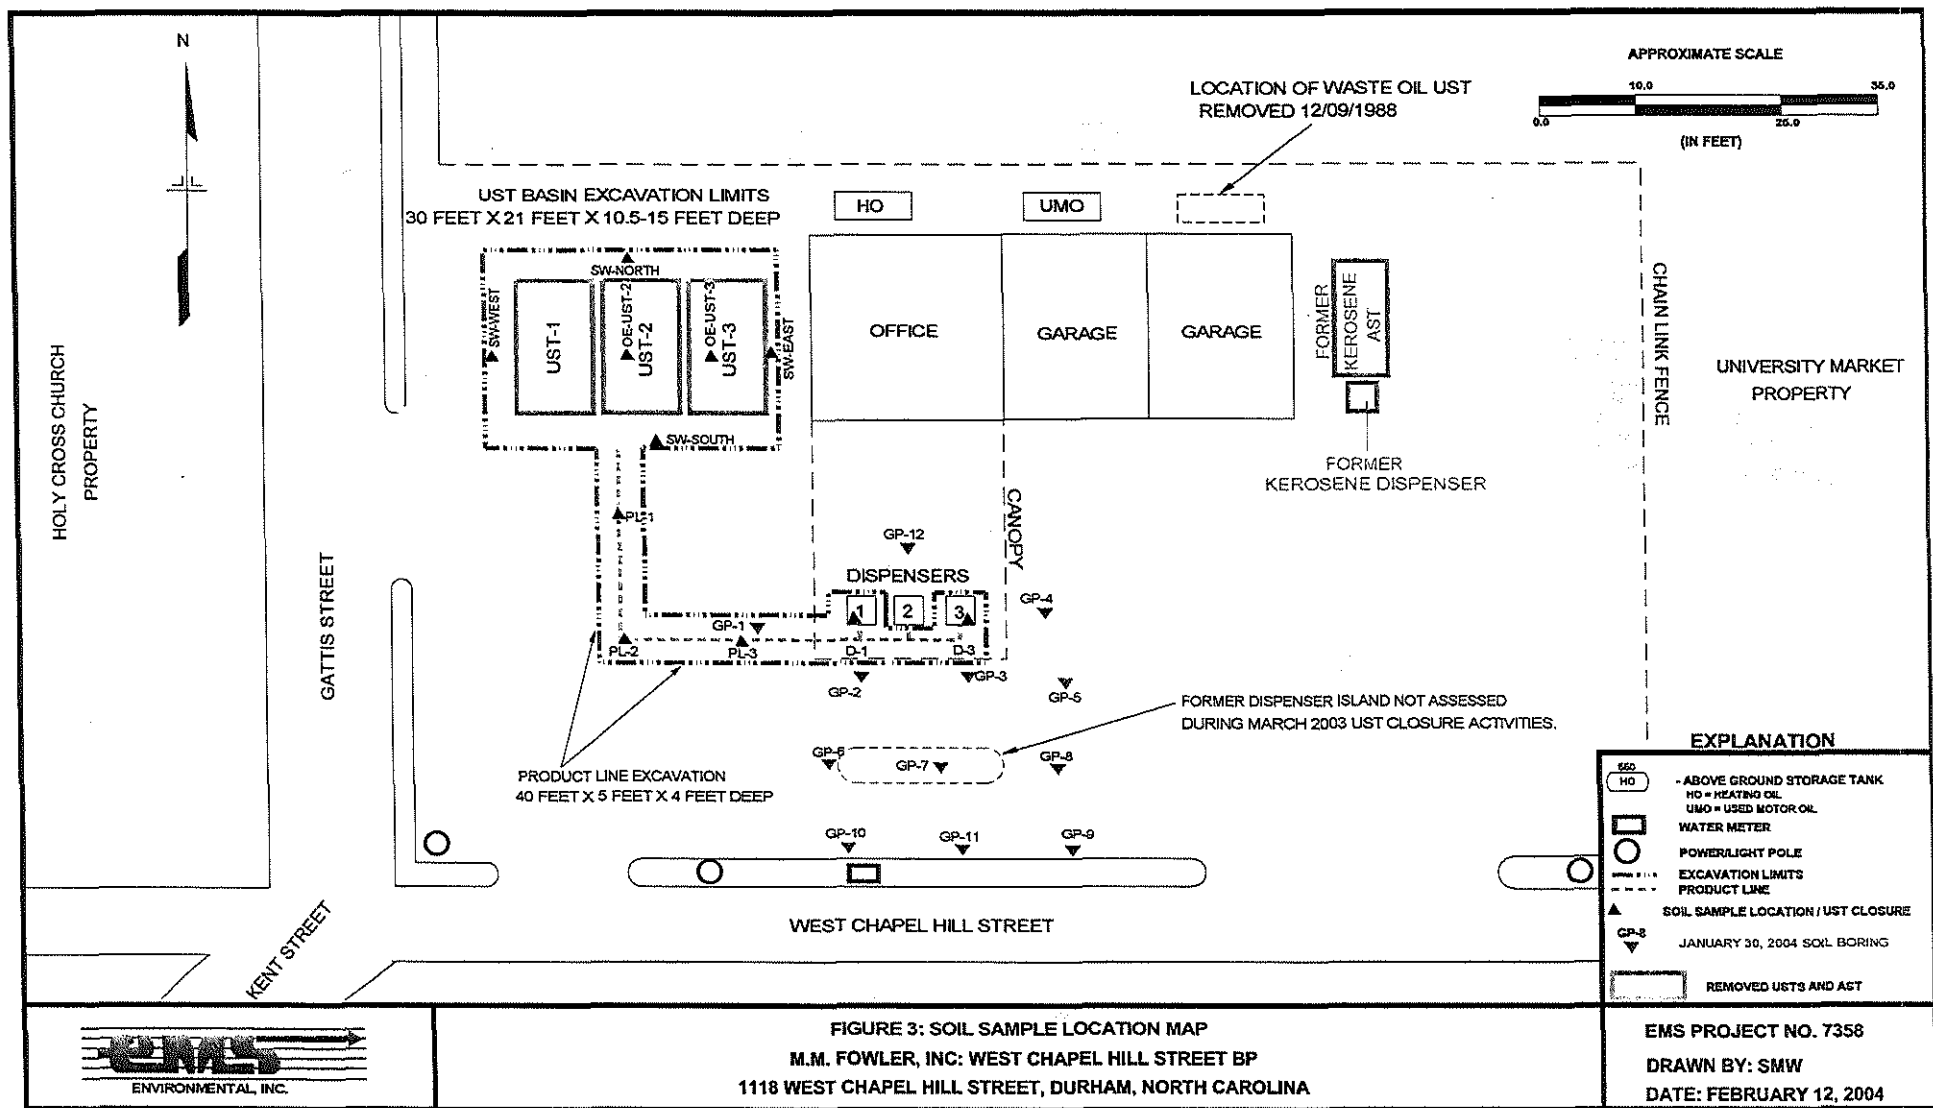 N
APPROXIMATE SCALE
10.0
35.0
0.0
25.0
(IN FEET)
LOCATION OF WASTE OIL UST
REMOVED 12/09/1988
UST BASIN EXCAVATION LIMITS
30 FEET X 21 FEET X 10.5-15 FEET DEEP
HO
UMO
SW-NORTH
SW-WEST
UST-1
OE-UST-2
UST-2
OE-UST-3
UST-3
SW-EAST
SW-SOUTH
OFFICE
GARAGE
GARAGE
FORMER
KEROSENE
AST
FORMER
KEROSENE DISPENSER
CHAIN LINK FENCE
UNIVERSITY MARKET
PROPERTY
HOLY CROSS CHURCH
PROPERTY
GATTIS STREET
CANOPY
PL-1
GP-12
DISPENSERS
1
2
3
GP-4
GP-1
PL-2
PL-3
D-1
D-3
GP-2
GP-3
GP-5
FORMER DISPENSER ISLAND NOT ASSESSED
DURING MARCH 2003 UST CLOSURE ACTIVITIES.
GP-6
GP-7
GP-8
PRODUCT LINE EXCAVATION
40 FEET X 5 FEET X 4 FEET DEEP
GP-10
GP-11
GP-9
WEST CHAPEL HILL STREET
KENT STREET
EXPLANATION
550
HO
- ABOVE GROUND STORAGE TANK
HO = HEATING OIL
UMO = USED MOTOR OIL
WATER METER
POWER/LIGHT POLE
EXCAVATION LIMITS
PRODUCT LINE
SOIL SAMPLE LOCATION / UST CLOSURE
GP-8
JANUARY 30, 2004 SOIL BORING
REMOVED USTS AND AST
EMS
ENVIRONMENTAL, INC.
FIGURE 3: SOIL SAMPLE LOCATION MAP
M.M. FOWLER, INC: WEST CHAPEL HILL STREET BP
1118 WEST CHAPEL HILL STREET, DURHAM, NORTH CAROLINA
EMS PROJECT NO. 7358
DRAWN BY: SMW
DATE: FEBRUARY 12, 2004